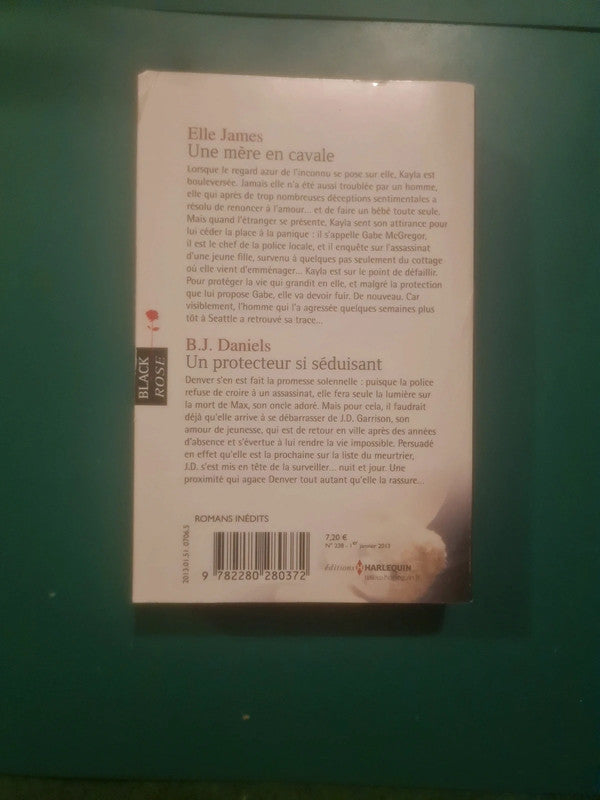 Elle James
Une mère en cavale
Lorsque le regard azur de l'inconnu se pose sur elle, Kayla est
bouleversée. Jamais elle n'a été aussi troublée par un homme,
elle qui après de trop nombreuses déceptions sentimentales a
résolu de renoncer à l'amour... et de faire un bébé toute seule.
Mais quand l'étranger se présente, Kayla sent son attirance pour
lui céder la place à la panique : il s'appelle Gabe McGregor,
il est le chef de la police locale, et il enquête sur l'assassinat
d'une jeune fille, survenu à quelques pas seulement du cottage
où elle vient d'emménager... Kayla est sur le point de défaillir.
Pour protéger la vie qui grandit en elle, et malgré la protection
que lui propose Gabe, elle va devoir fuir. De nouveau. Car
visiblement, l'homme qui l'a agressée quelques semaines plus
tôt à Seattle a retrouvé sa trace...
B.J. Daniels
Un protecteur si séduisant
Denver s'en est fait la promesse solennelle : puisque la police
refuse de croire à un assassinat, elle fera seule la lumière sur
la mort de Max, son oncle adoré. Mais pour cela, il faudrait
déjà qu'elle arrive à se débarrasser de J.D. Garrison, son
amour de jeunesse, qui est de retour en ville après des années
d'absence et s'évertue à lui rendre la vie impossible. Persuadé
en effet qu'elle est la prochaine sur la liste du meurtrier,
J.D. s'est mis en tête de la surveiller... nuit et jour. Une
proximité qui agace Denver tout autant qu'elle la rassure...
BLACK
ROSE
ROMANS INÉDITS
2013.01.51.0706.5
9 782280 280372
7,20 €
N° 238 - 1er janvier 2013
éditions HARLEQUIN